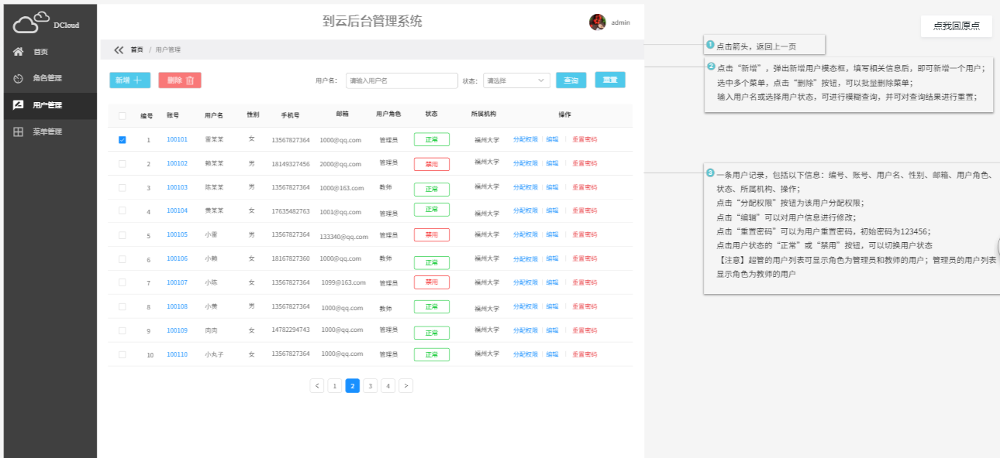 DCloud
到云后台管理系统
admin
点我回原点
首页
角色管理
用户管理
菜单管理
首页 / 用户管理
新增
删除
用户名： 请输入用户名 状态： 请选择 查询 重置
编号 账号 用户名 性别 手机号 邮箱 用户角色 状态 所属机构 操作
1 100101 雷某某 女 13567827364 1000@qq.com 管理员 正常 福州大学 分配权限 编辑 重置密码
2 100102 赖某某 男 18149327456 2000@qq.com 管理员 禁用 福州大学 分配权限 编辑 重置密码
3 100103 陈某某 男 13567827364 1000@163.com 教师 正常 福州大学 分配权限 编辑 重置密码
4 100104 黄某某 女 17635482763 1001@qq.com 管理员 正常 福州大学 分配权限 编辑 重置密码
5 100105 小雷 男 13567827364 133340@qq.com 管理员 禁用 福州大学 分配权限 编辑 重置密码
6 100106 小赖 女 18167827360 1000@qq.com 教师 正常 福州大学 分配权限 编辑 重置密码
7 100107 小陈 女 13567827364 1099@163.com 管理员 禁用 福州大学 分配权限 编辑 重置密码
8 100108 小黄 男 13567827364 1000@qq.com 教师 正常 福州大学 分配权限 编辑 重置密码
9 100109 肉肉 女 14782294743 1000@qq.com 管理员 正常 福州大学 分配权限 编辑 重置密码
10 100110 小丸子 女 13567827364 1000@qq.com 管理员 正常 福州大学 分配权限 编辑 重置密码
< 1 2 3 4 >
1 点击箭头，返回上一页
2 点击“新增”，弹出新增用户模态框，填写相关信息后，即可新增一个用户；
选中多个菜单，点击“删除”按钮，可以批量删除菜单；
输入用户名或选择用户状态，可进行模糊查询，并可对查询结果进行重置；
3 一条用户记录，包括以下信息：编号、账号、用户名、性别、邮箱、用户角色、
状态、所属机构、操作；
点击“分配权限”按钮为该用户分配权限；
点击“编辑”可以对用户信息进行修改；
点击“重置密码”可以为用户重置密码，初始密码为123456；
点击用户状态的“正常”或“禁用”按钮，可以切换用户状态
【注意】超管的用户列表可显示角色为管理员和教师的用户；管理员的用户列表
显示角色为教师的用户